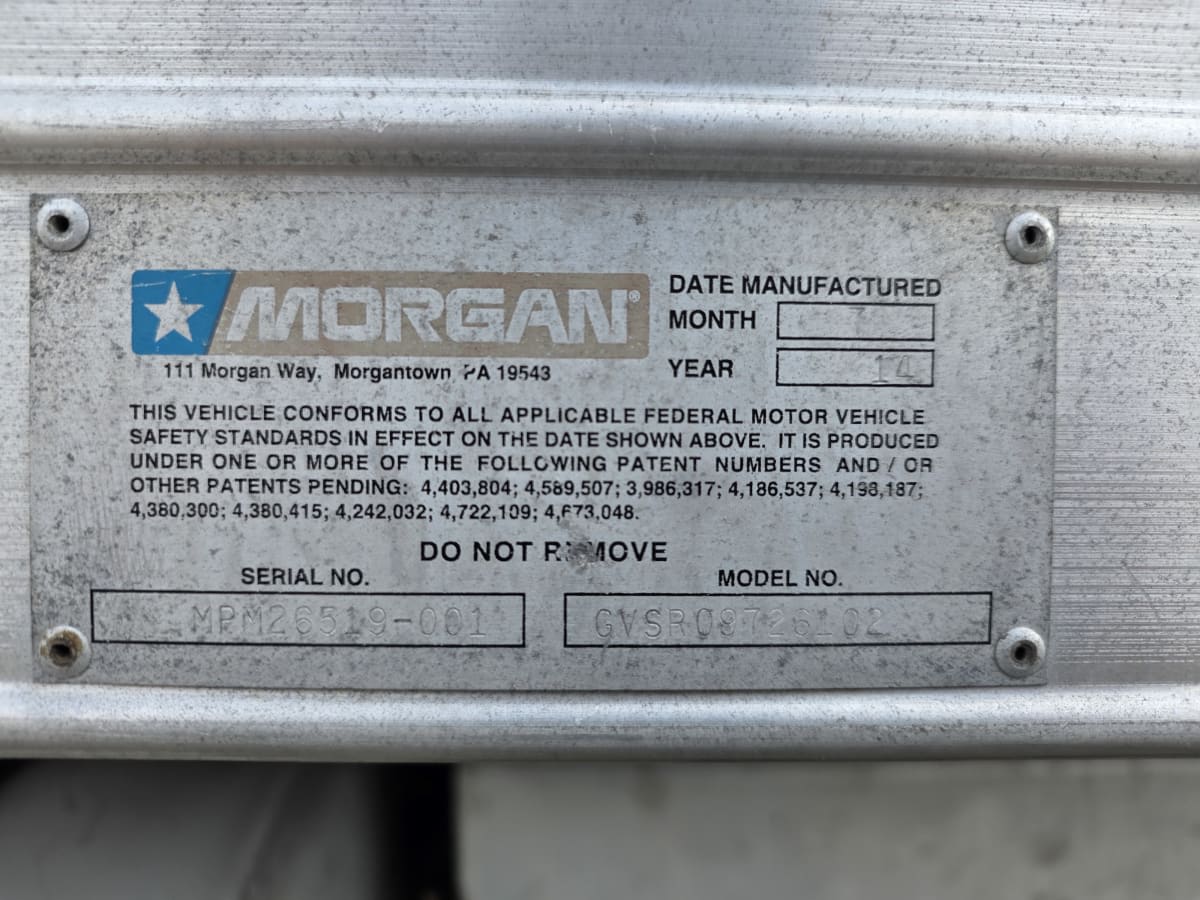 MORGAN®
111 Morgan Way, Morgantown PA 19543
DATE MANUFACTURED
MONTH
YEAR 14
THIS VEHICLE CONFORMS TO ALL APPLICABLE FEDERAL MOTOR VEHICLE
SAFETY STANDARDS IN EFFECT ON THE DATE SHOWN ABOVE. IT IS PRODUCED
UNDER ONE OR MORE OF THE FOLLOWING PATENT NUMBERS AND / OR
OTHER PATENTS PENDING: 4,403,804; 4,589,507; 3,986,317; 4,186,537;
4,380,300; 4,380,415; 4,242,032; 4,722,109; 4,673,048.
DO NOT REMOVE
SERIAL NO.
MPM26519-001
MODEL NO.